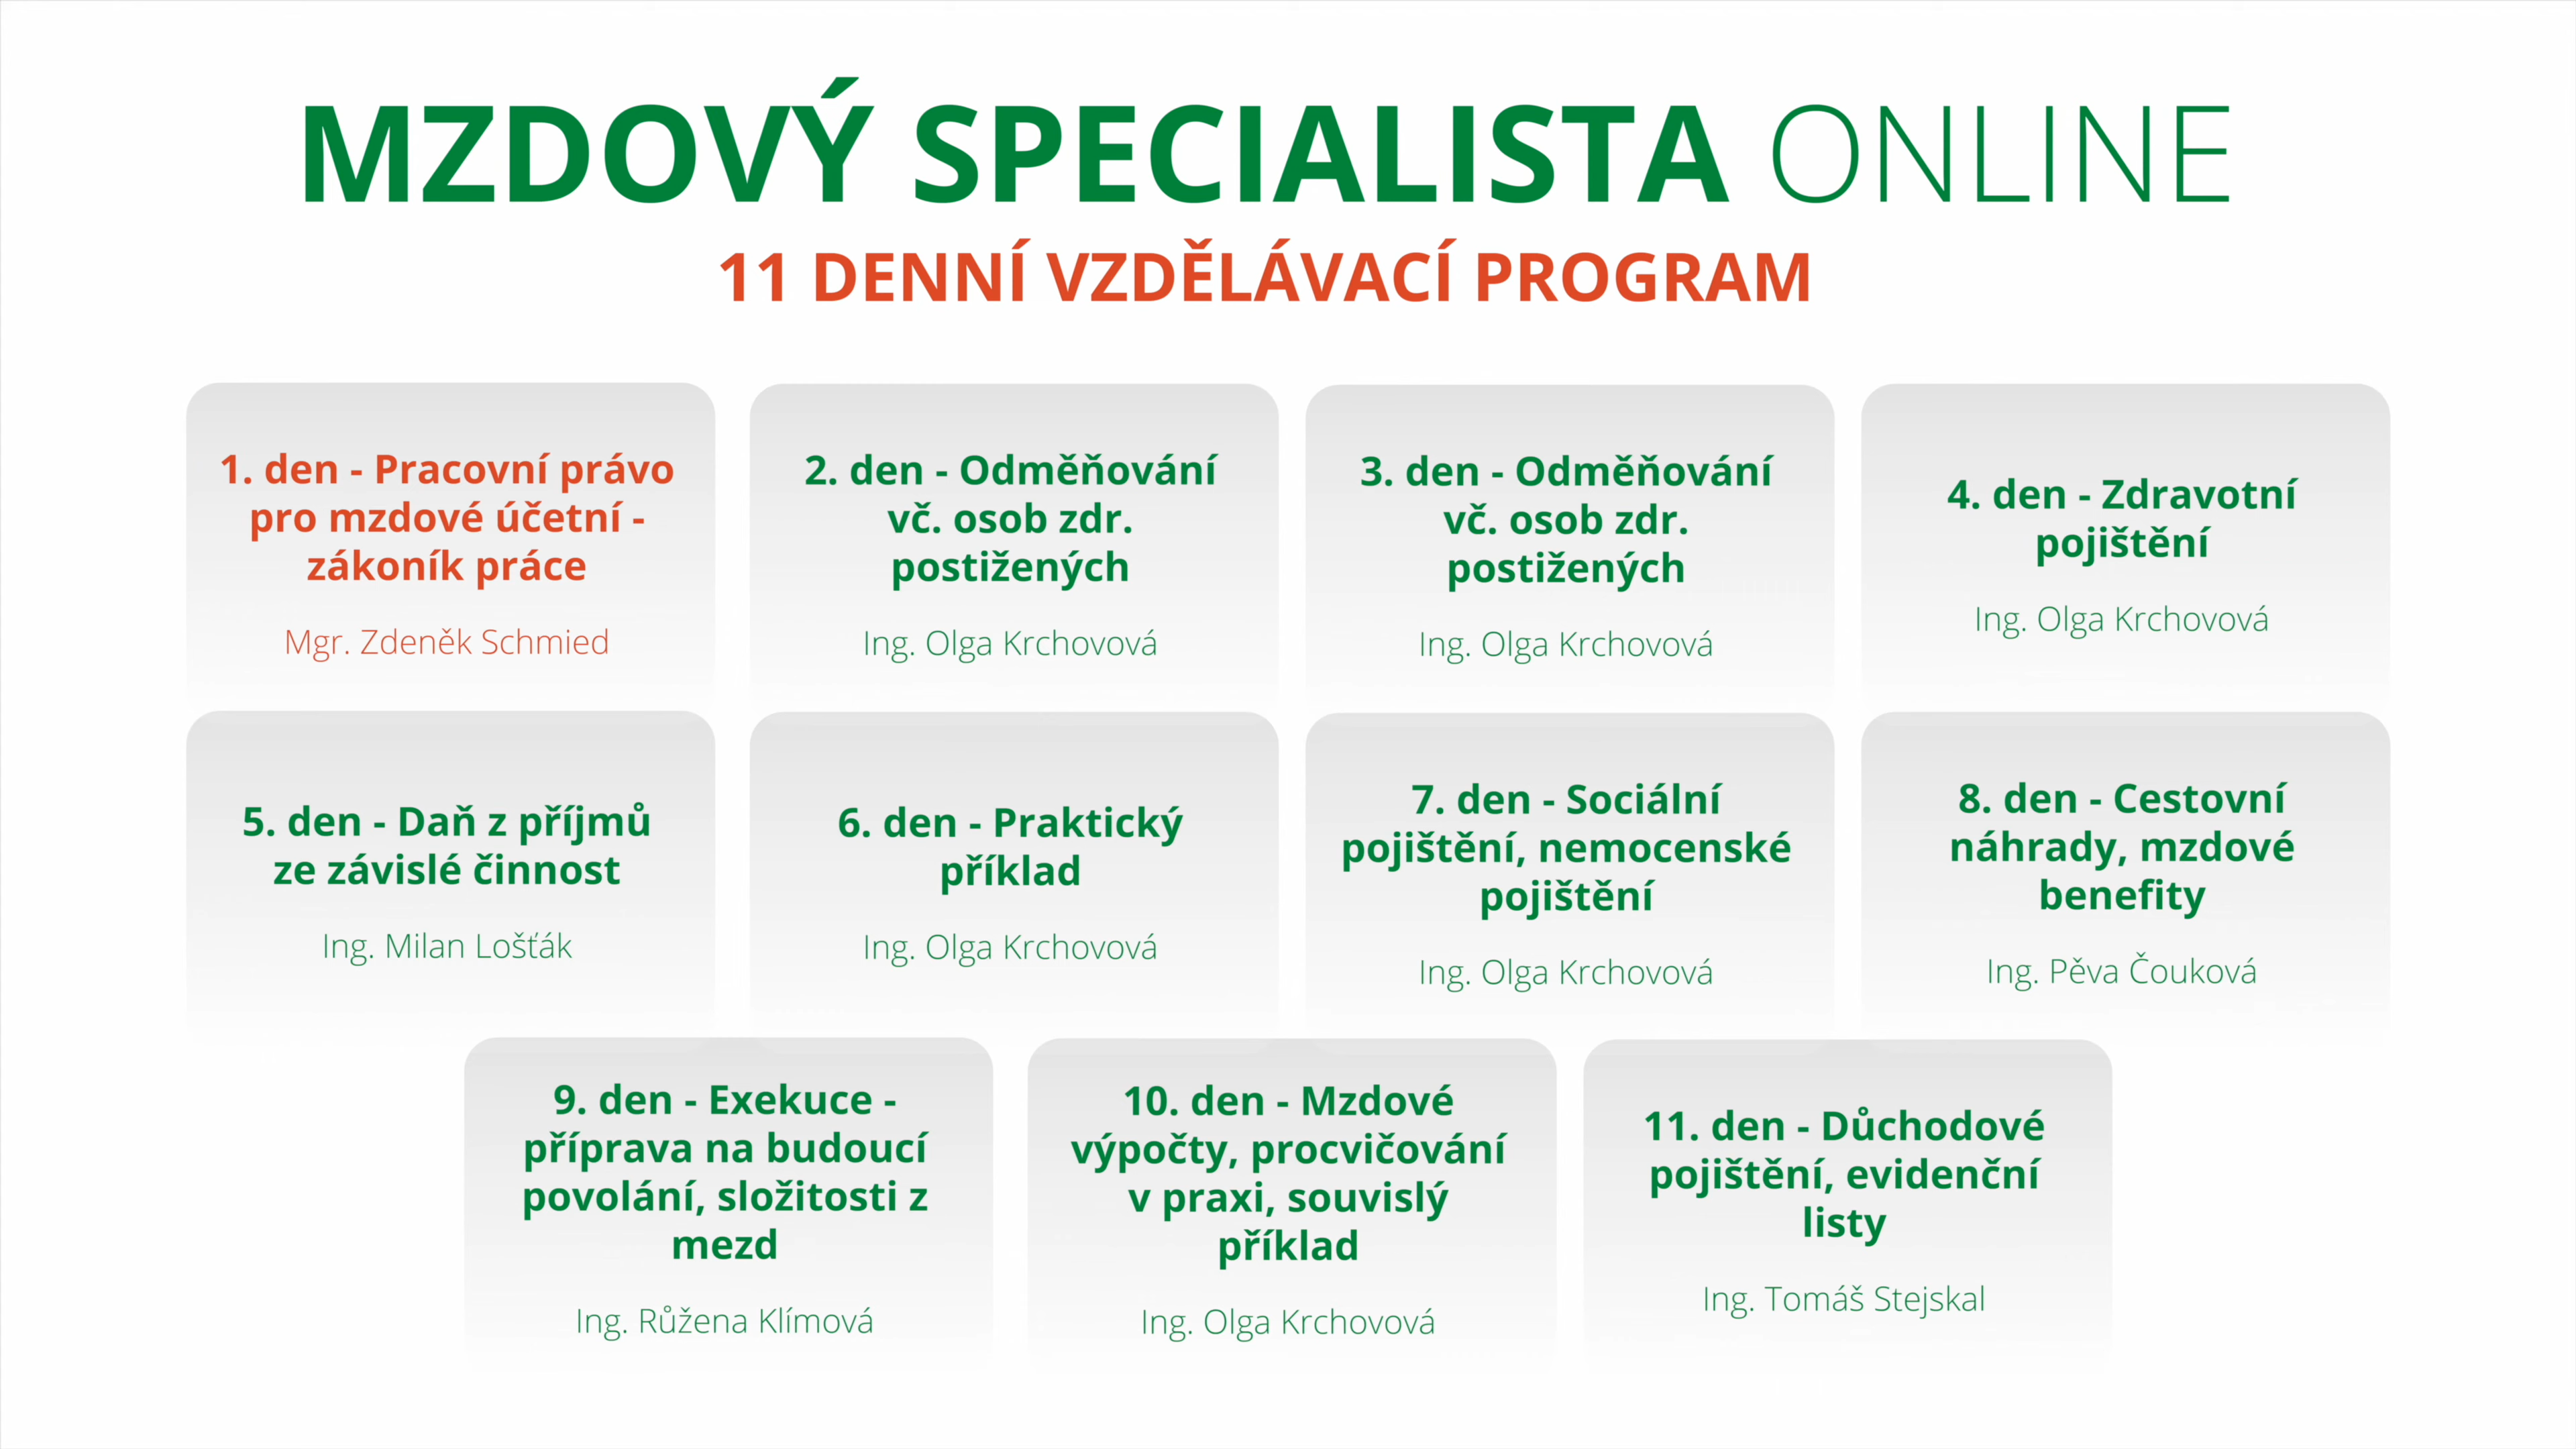 MZDOVÝ SPECIALISTA ONLINE
11 DENNÍ VZDĚLÁVACÍ PROGRAM
1. den - Pracovní právo
pro mzdové účetní -
zákoník práce
Mgr. Zdeněk Schmied
2. den - Odměňování
vč. osob zdr.
postižených
Ing. Olga Krchovová
3. den - Odměňování
vč. osob zdr.
postižených
Ing. Olga Krchovová
4. den - Zdravotní
pojištění
Ing. Olga Krchovová
5. den - Daň z příjmů
ze závislé činnost
Ing. Milan Lošťák
6. den - Praktický
příklad
Ing. Olga Krchovová
7. den - Sociální
pojištění, nemocenské
pojištění
Ing. Olga Krchovová
8. den - Cestovní
náhrady, mzdové
benefity
Ing. Pěva Čouková
9. den - Exekuce -
příprava na budoucí
povolání, složitosti z
mezd
Ing. Růžena Klímová
10. den - Mzdové
výpočty, procvičování
v praxi, souvislý
příklad
Ing. Olga Krchovová
11. den - Důchodové
pojištění, evidenční
listy
Ing. Tomáš Stejskal